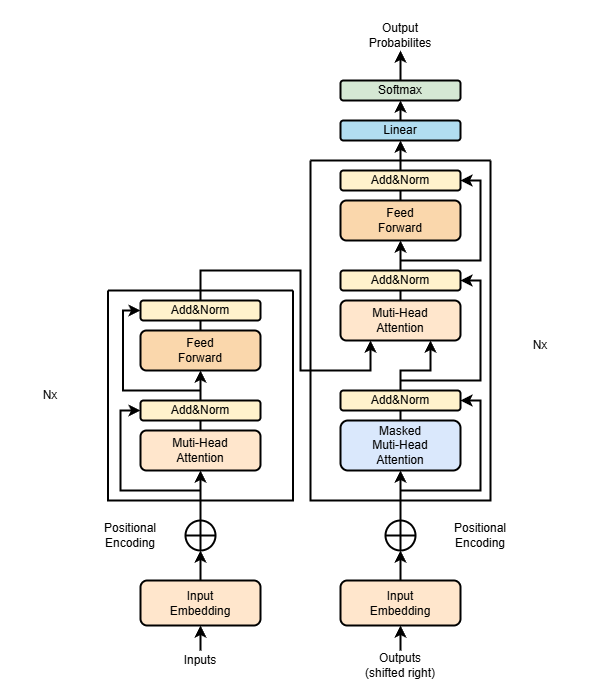 Output
Probabilites
Softmax
Linear
Add&Norm
Feed
Forward
Add&Norm
Muti-Head
Attention
Nx
Add&Norm
Masked
Muti-Head
Attention
Positional
Encoding
Input
Embedding
Outputs
(shifted right)
Add&Norm
Feed
Forward
Nx
Add&Norm
Muti-Head
Attention
Positional
Encoding
Input
Embedding
Inputs